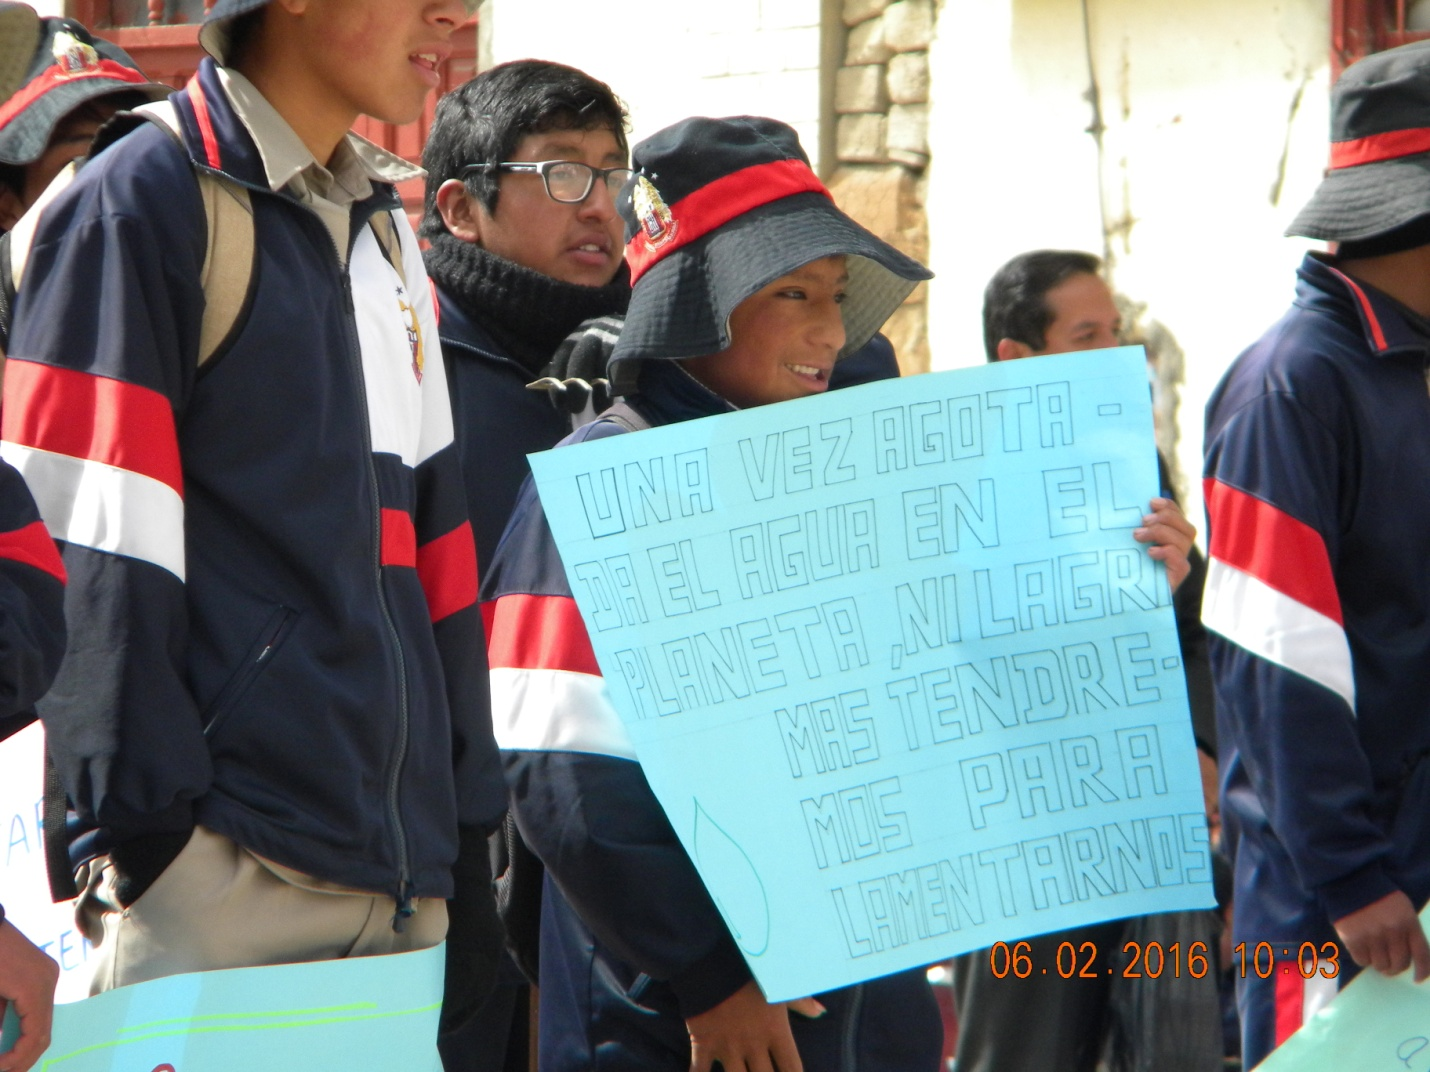 UNA VEZ AGOTA-
DA EL AGUA EN EL
PLANETA, NI LAGRI
MAS TENDRE-
MOS PARA
LAMENTARNOS
06.02.2016 10:03